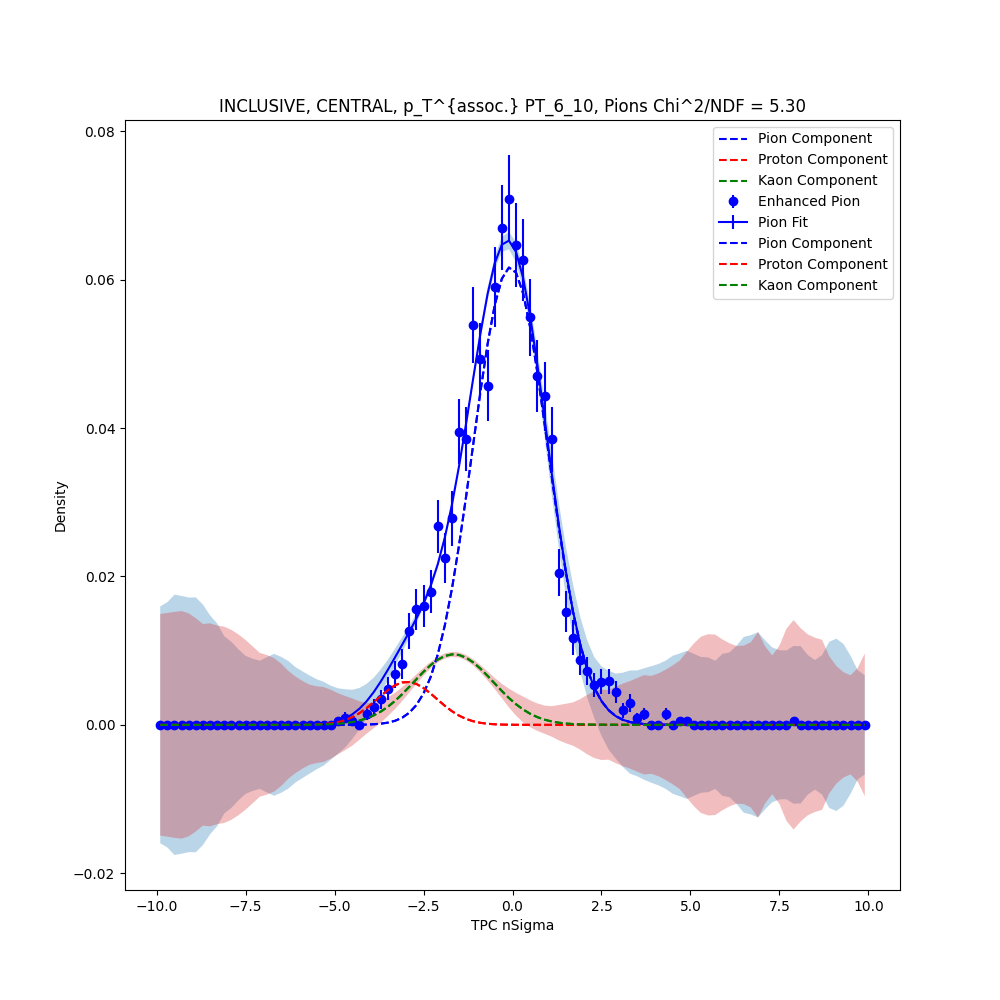 INCLUSIVE, CENTRAL, p_T^{assoc.} PT_6_10, Pions Chi^2/NDF = 5.30
Pion Component
Proton Component
Kaon Component
Enhanced Pion
Pion Fit
Pion Component
Proton Component
Kaon Component
0.08
0.06
0.04
0.02
0.00
−0.02
Density
−10.0 −7.5 −5.0 −2.5 0.0 2.5 5.0 7.5 10.0
TPC nSigma